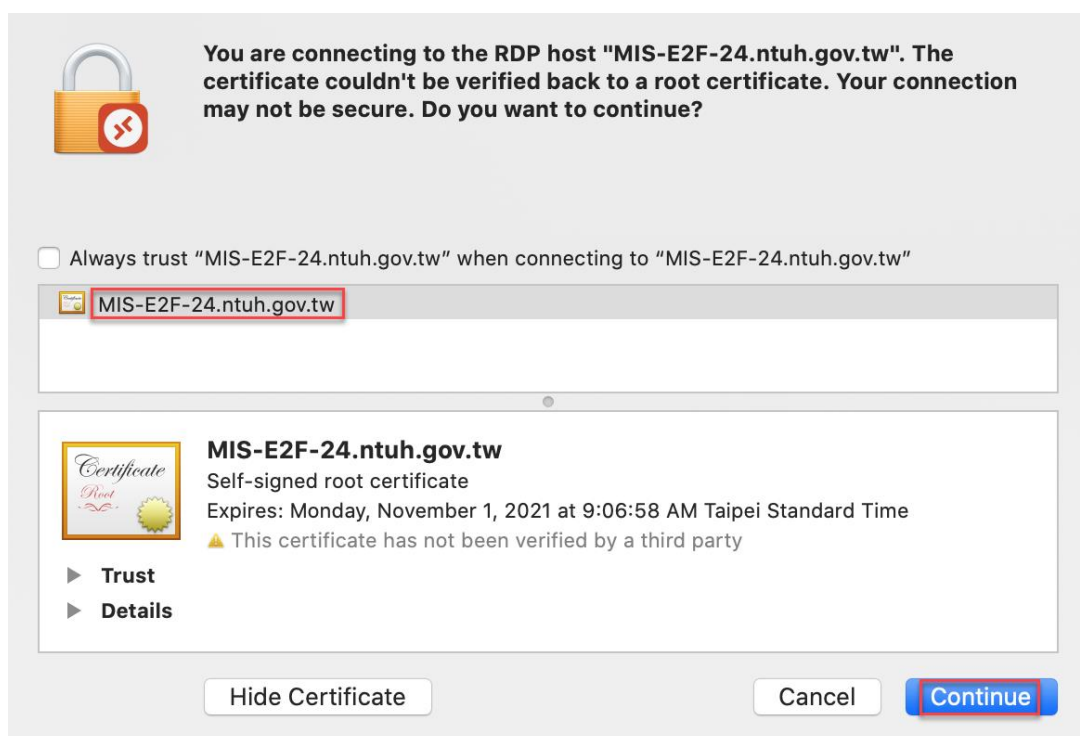 You are connecting to the RDP host "MIS-E2F-24.ntuh.gov.tw". The
certificate couldn't be verified back to a root certificate. Your connection
may not be secure. Do you want to continue?
Always trust “MIS-E2F-24.ntuh.gov.tw” when connecting to “MIS-E2F-24.ntuh.gov.tw”
MIS-E2F-24.ntuh.gov.tw
Certificate
Root
MIS-E2F-24.ntuh.gov.tw
Self-signed root certificate
Expires: Monday, November 1, 2021 at 9:06:58 AM Taipei Standard Time
This certificate has not been verified by a third party
Trust
Details
Hide Certificate
Cancel
Continue